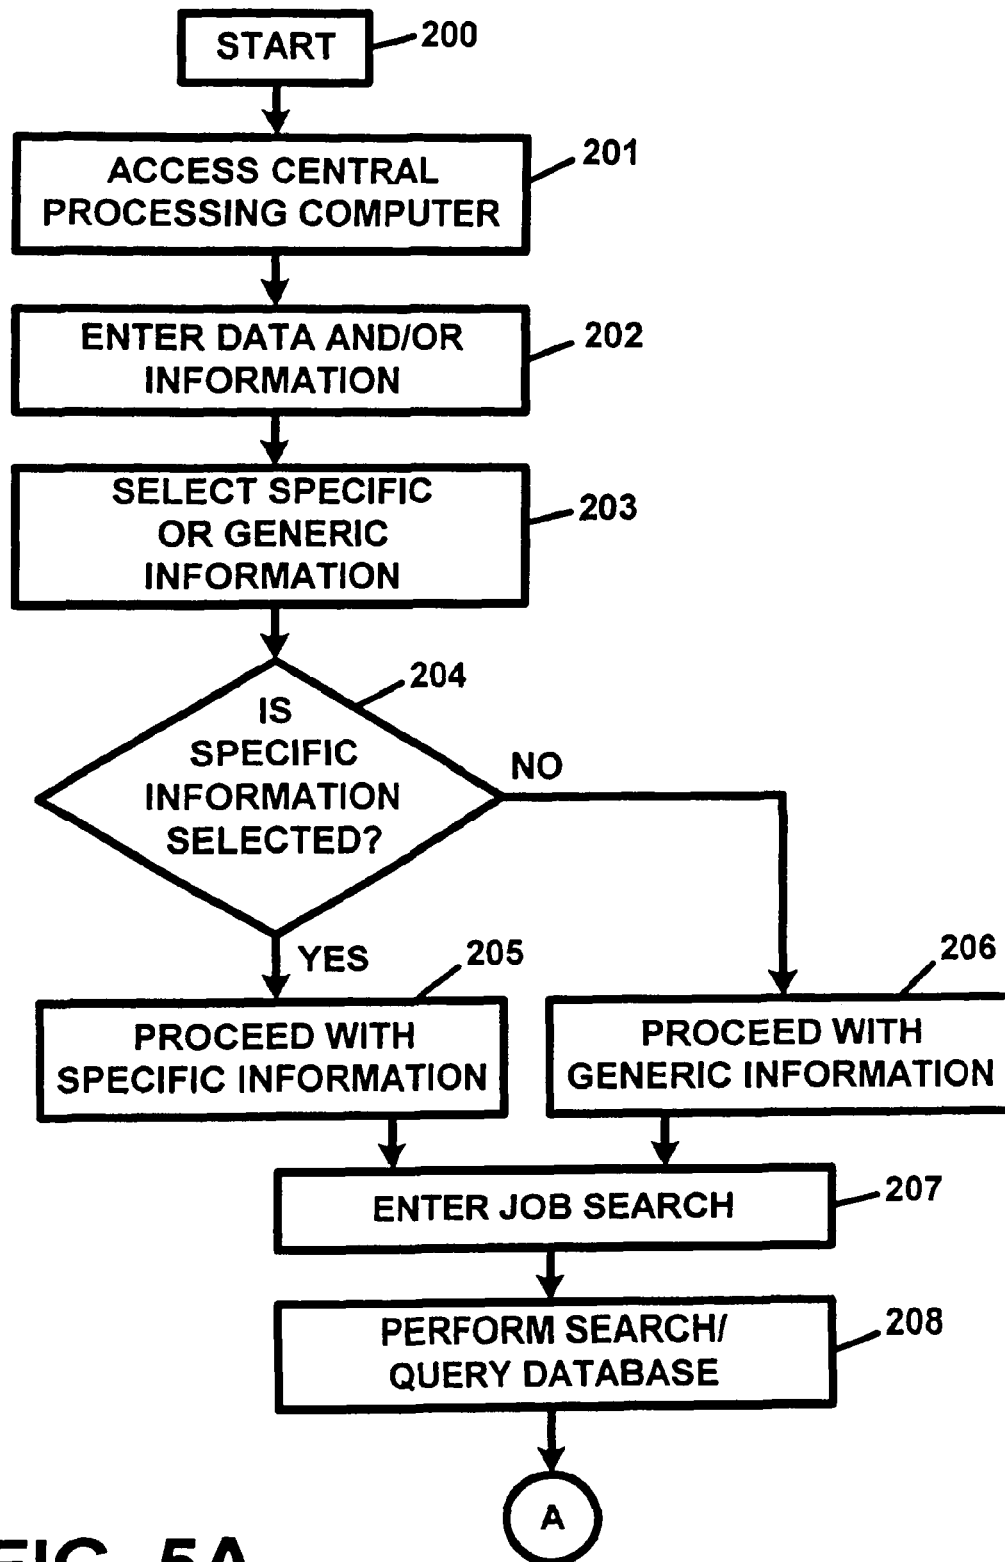 START
200
ACCESS CENTRAL
PROCESSING COMPUTER
201
ENTER DATA AND/OR
INFORMATION
202
SELECT SPECIFIC
OR GENERIC
INFORMATION
203
IS
SPECIFIC
INFORMATION
SELECTED?
204
NO
YES
205
206
PROCEED WITH
SPECIFIC INFORMATION
PROCEED WITH
GENERIC INFORMATION
ENTER JOB SEARCH
207
PERFORM SEARCH/
QUERY DATABASE
208
A
FIG. 5A